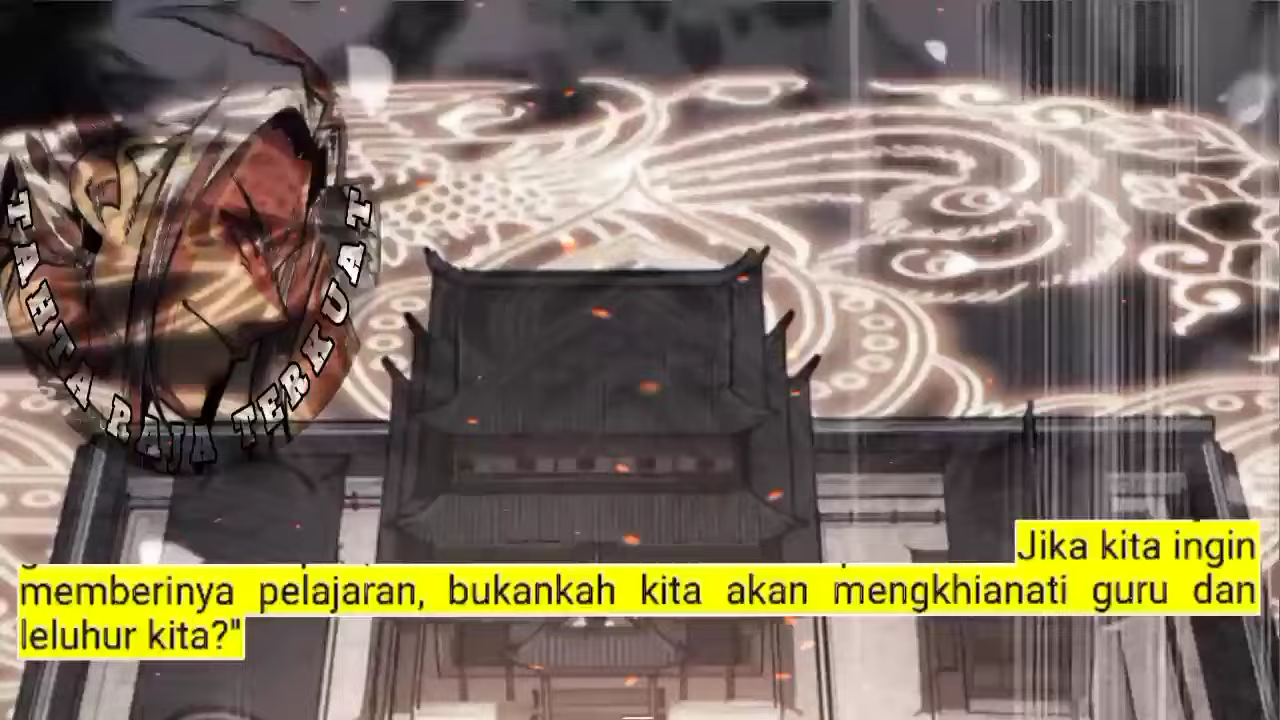 TAHTA RAJA TERKUAT
Jika kita ingin
memberinya pelajaran, bukankah kita akan mengkhianati guru dan
leluhur kita?"